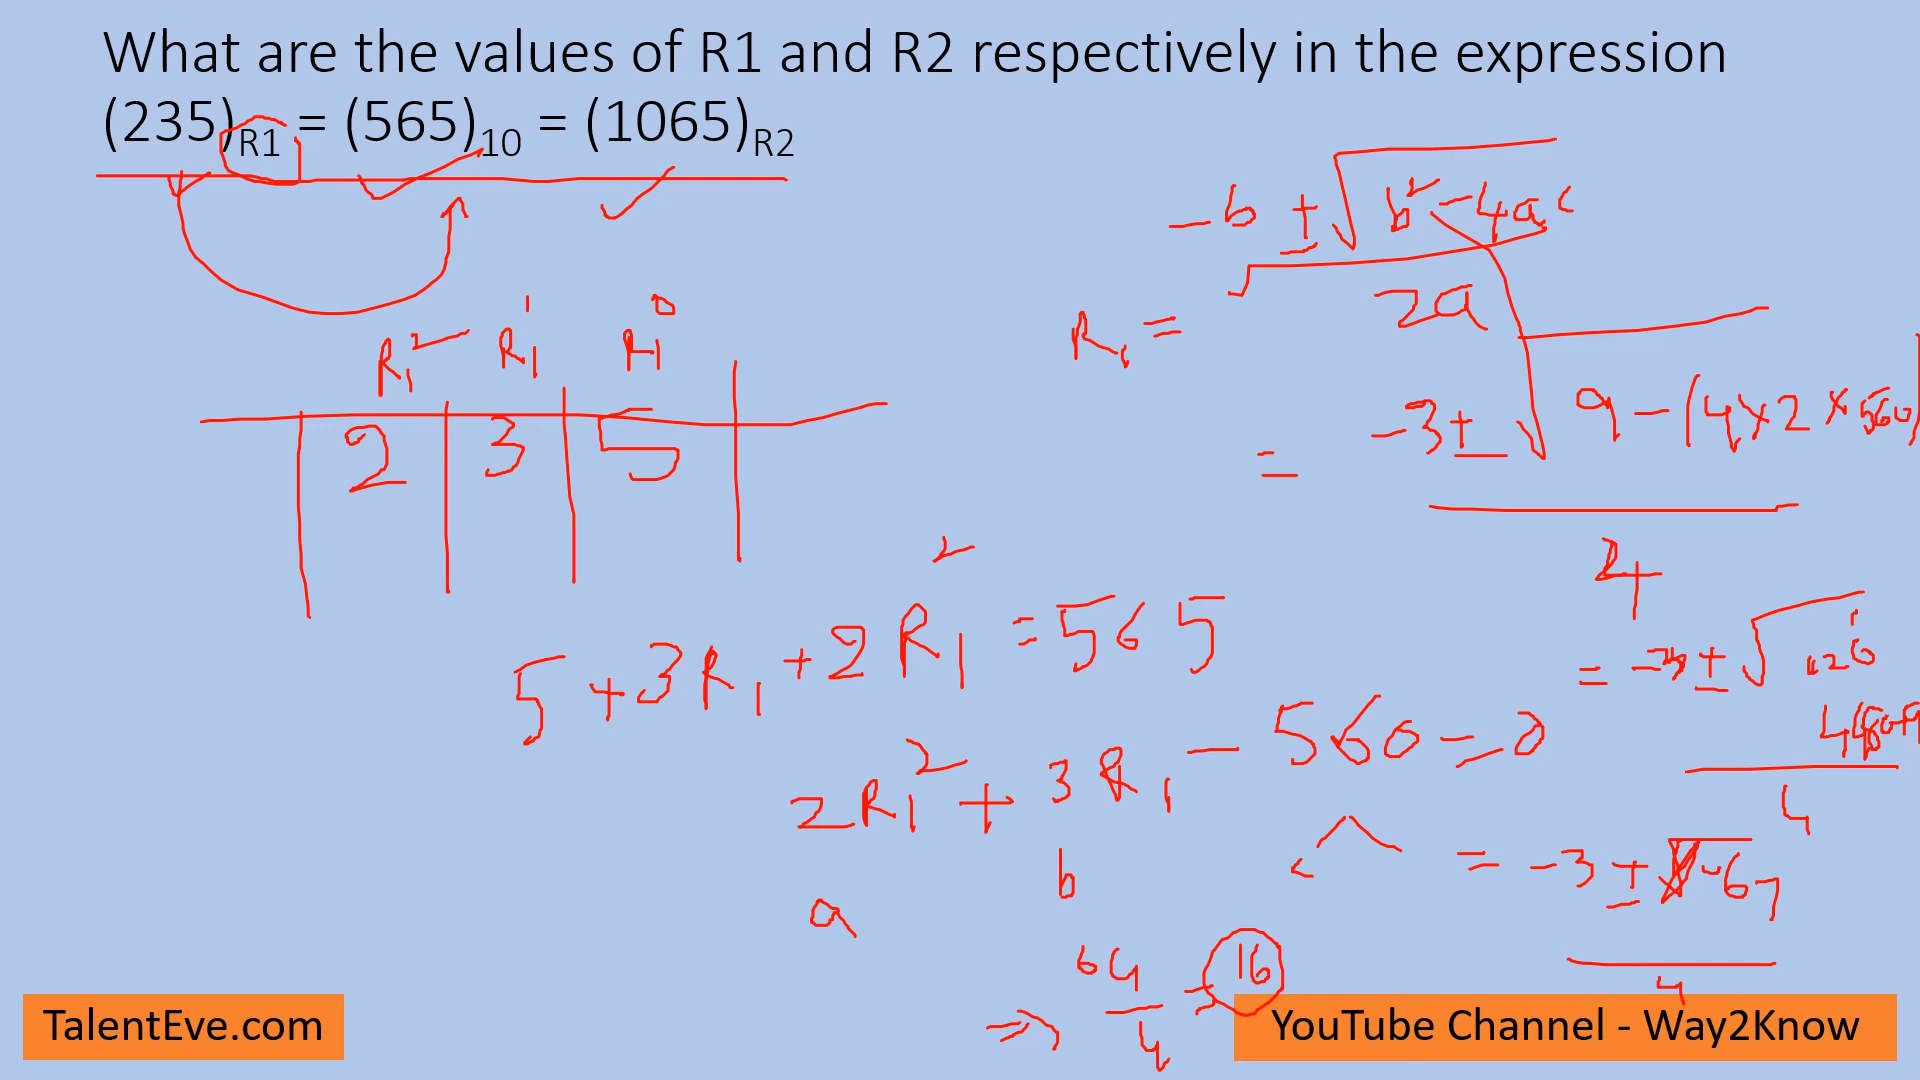 What are the values of R1 and R2 respectively in the expression
(235)R1 = (565)10 = (1065)R2
-b ± √b² - 4ac
R1 =
2a
R1² R1¹ R1⁰
2 3 5
= -3 ± √9 - (4×2×560)
4
5 + 3R1 + 2R1² = 565
= -3 ±
4480+9
4
2R1² + 3R1 - 560 = 0
a b c
= -3 ± 67
4
⇒ 64
4
= 16
TalentEve.com
YouTube Channel - Way2Know